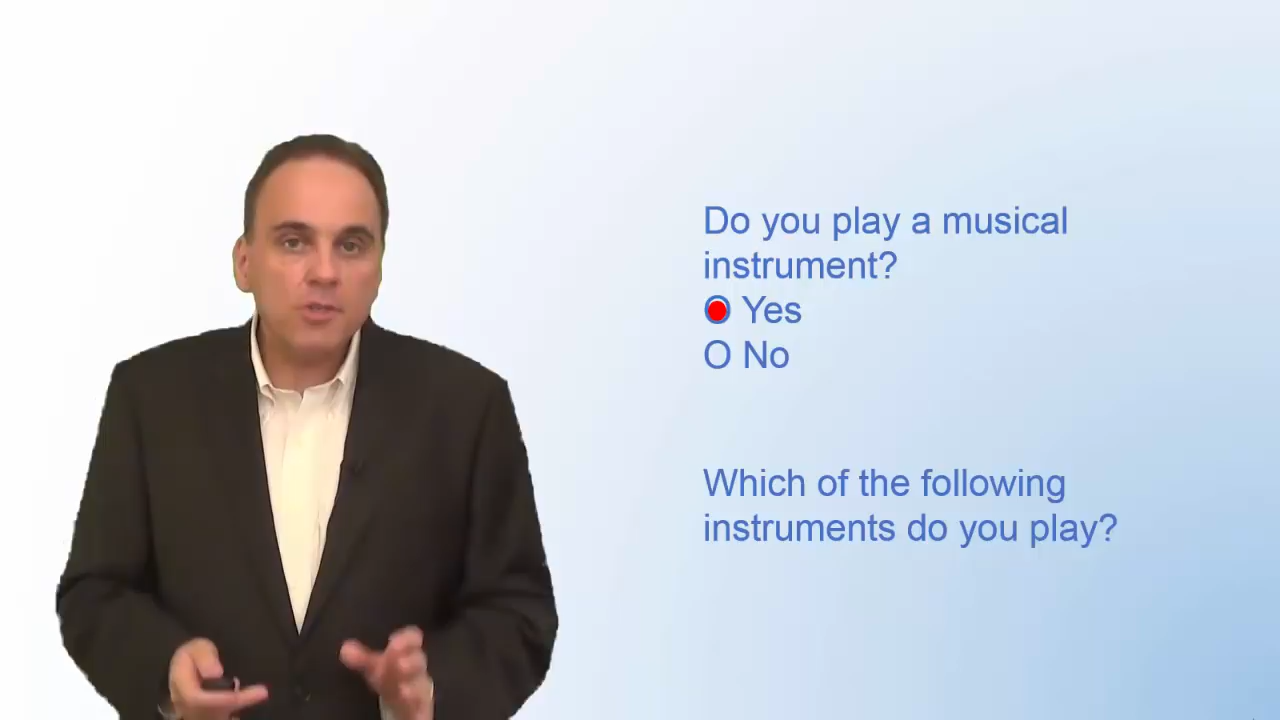 Do you play a musical
instrument?
O Yes
O No
Which of the following
instruments do you play?